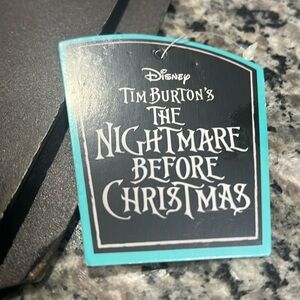 Disney
TIM BURTON'S
THE
NIGHTMARE
BEFORE
CHRISTMAS